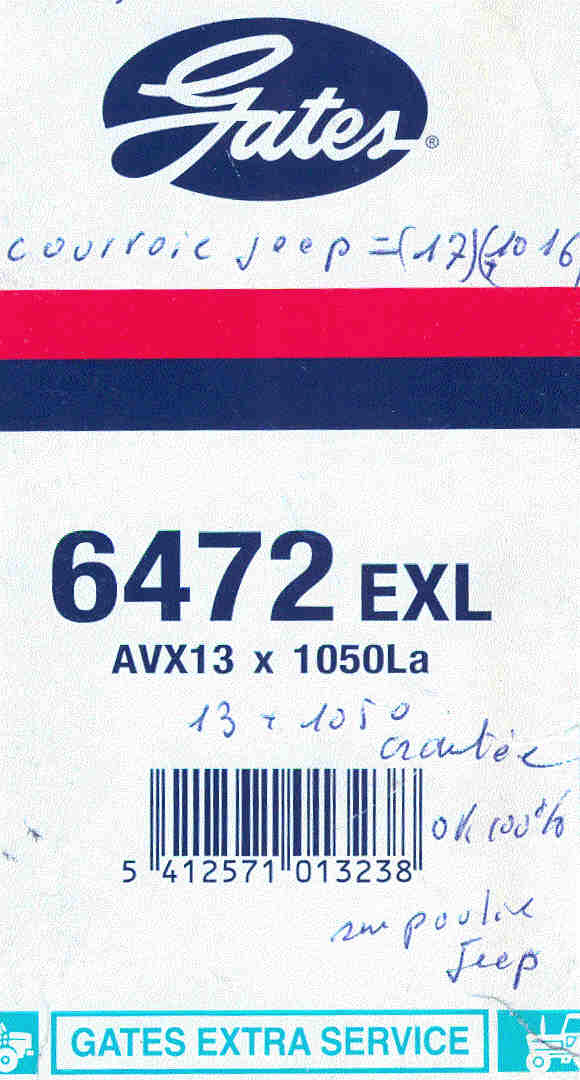 Gates®
courroie jeep = (17) (1016)
6472 EXL
AVX13 x 1050La
13 x 1050
crantée
ok 100%
5 412571 013238
sur poulie
Jeep
GATES EXTRA SERVICE